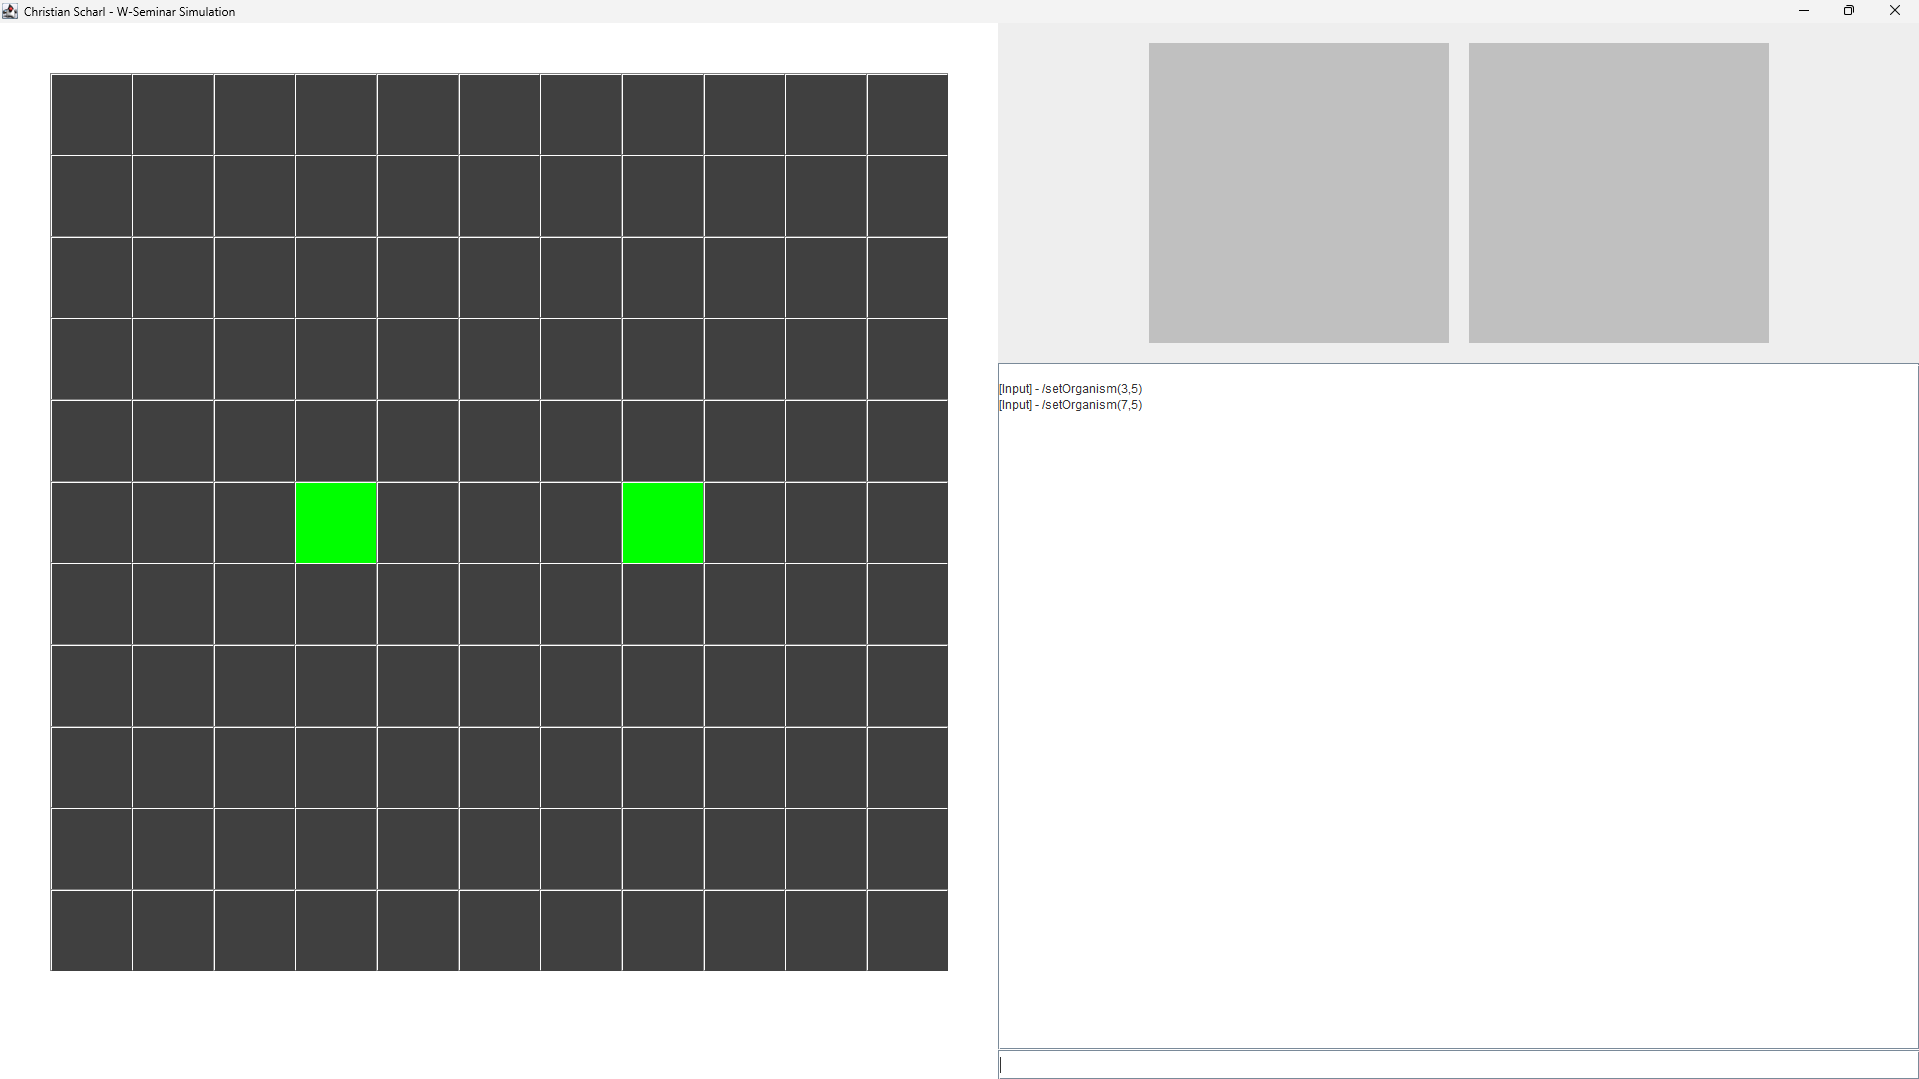 Christian Scharl - W-Seminar Simulation
[Input] - /setOrganism(3,5)
[Input] - /setOrganism(7,5)